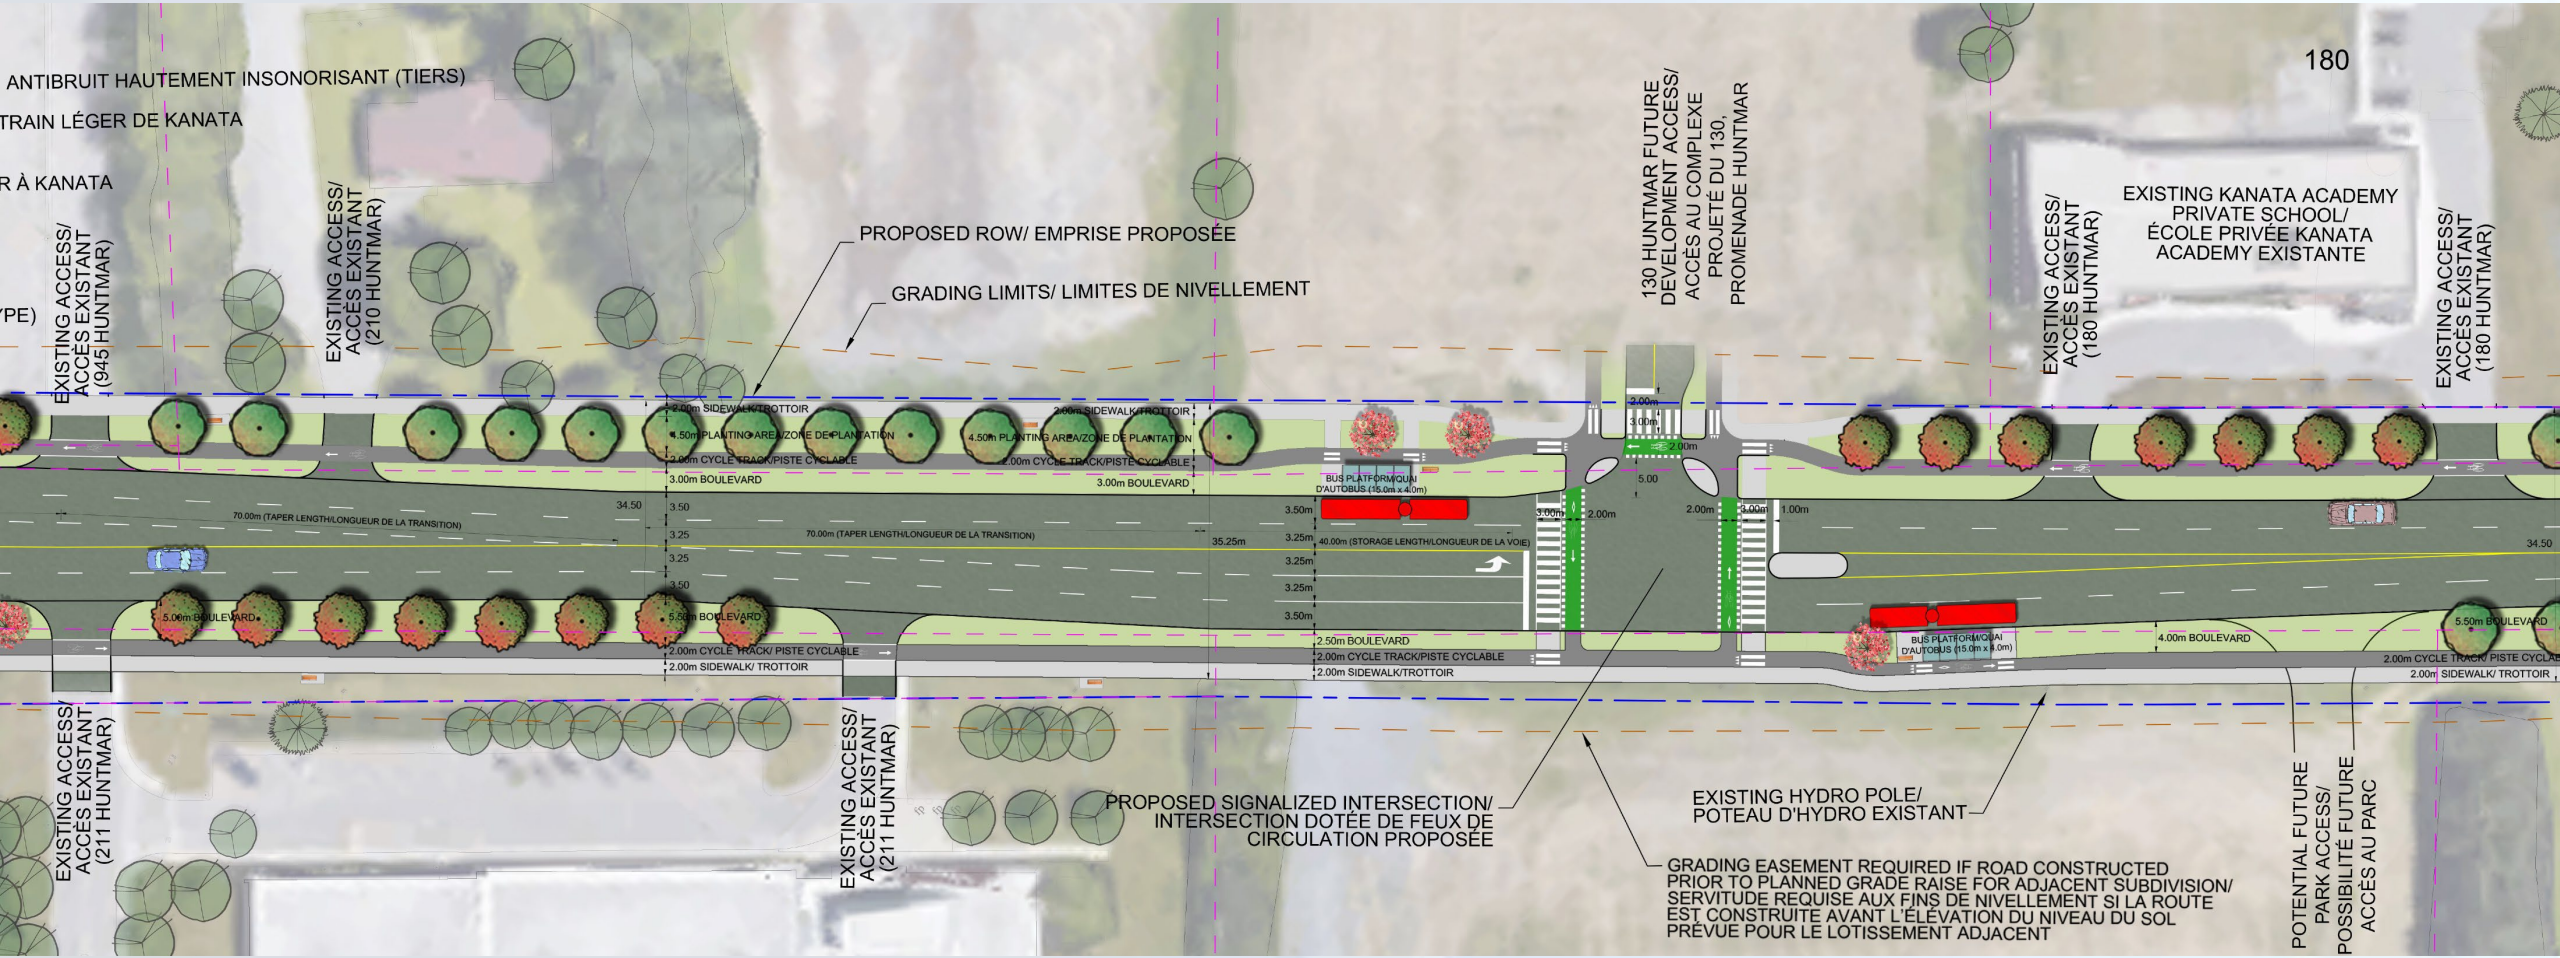 ANTIBRUIT HAUTEMENT INSONORISANT (TIERS)
TRAIN LÉGER DE KANATA
R À KANATA
YPE)
EXISTING ACCESS/
ACCÈS EXISTANT
(945 HUNTMAR)
EXISTING ACCESS/
ACCÈS EXISTANT
(210 HUNTMAR)
PROPOSED ROW/ EMPRISE PROPOSÉE
GRADING LIMITS/ LIMITES DE NIVELLEMENT
130 HUNTMAR FUTURE
DEVELOPMENT ACCESS/
ACCÈS AU COMPLEXE
PROJETÉ DU 130,
PROMENADE HUNTMAR
180
EXISTING ACCESS/
ACCÈS EXISTANT
(180 HUNTMAR)
EXISTING KANATA ACADEMY
PRIVATE SCHOOL/
ÉCOLE PRIVÉE KANATA
ACADEMY EXISTANTE
EXISTING ACCESS/
ACCÈS EXISTANT
(180 HUNTMAR)
2.00m SIDEWALK/TROTTOIR
4.50m PLANTING AREA/ZONE DE PLANTATION
2.00m CYCLE TRACK/PISTE CYCLABLE
3.00m BOULEVARD
2.00m SIDEWALK/TROTTOIR
4.50m PLANTING AREA/ZONE DE PLANTATION
2.00m CYCLE TRACK/PISTE CYCLABLE
3.00m BOULEVARD
70.00m (TAPER LENGTH/LONGUEUR DE LA TRANSITION)
34.50
3.50
3.25
3.25
3.50
70.00m (TAPER LENGTH/LONGUEUR DE LA TRANSITION)
35.25m
BUS PLATFORM/QUAI
D'AUTOBUS (15.0m x 4.0m)
3.50m
3.25m
40.00m (STORAGE LENGTH/LONGUEUR DE LA VOIE)
3.25m
3.25m
3.50m
2.00m
3.00m
2.00m
5.00
3.00m
2.00m
2.00m
3.00m
1.00m
34.50
5.00m BOULEVARD
5.50m BOULEVARD
2.00m CYCLE TRACK/ PISTE CYCLABLE
2.00m SIDEWALK/ TROTTOIR
2.50m BOULEVARD
2.00m CYCLE TRACK/PISTE CYCLABLE
2.00m SIDEWALK/TROTTOIR
BUS PLATFORM/QUAI
D'AUTOBUS (15.0m x 4.0m)
4.00m BOULEVARD
5.50m BOULEVARD
2.00m CYCLE TRACK/ PISTE CYCLAB
2.00m SIDEWALK/ TROTTOIR
EXISTING ACCESS/
ACCÈS EXISTANT
(211 HUNTMAR)
EXISTING ACCESS/
ACCÈS EXISTANT
(211 HUNTMAR)
PROPOSED SIGNALIZED INTERSECTION/
INTERSECTION DOTÉE DE FEUX DE
CIRCULATION PROPOSÉE
EXISTING HYDRO POLE/
POTEAU D'HYDRO EXISTANT
GRADING EASEMENT REQUIRED IF ROAD CONSTRUCTED
PRIOR TO PLANNED GRADE RAISE FOR ADJACENT SUBDIVISION/
SERVITUDE REQUISE AUX FINS DE NIVELLEMENT SI LA ROUTE
EST CONSTRUITE AVANT L'ÉLÉVATION DU NIVEAU DU SOL
PRÉVUE POUR LE LOTISSEMENT ADJACENT
POTENTIAL FUTURE
PARK ACCESS/
POSSIBILITÉ FUTURE
ACCÈS AU PARC